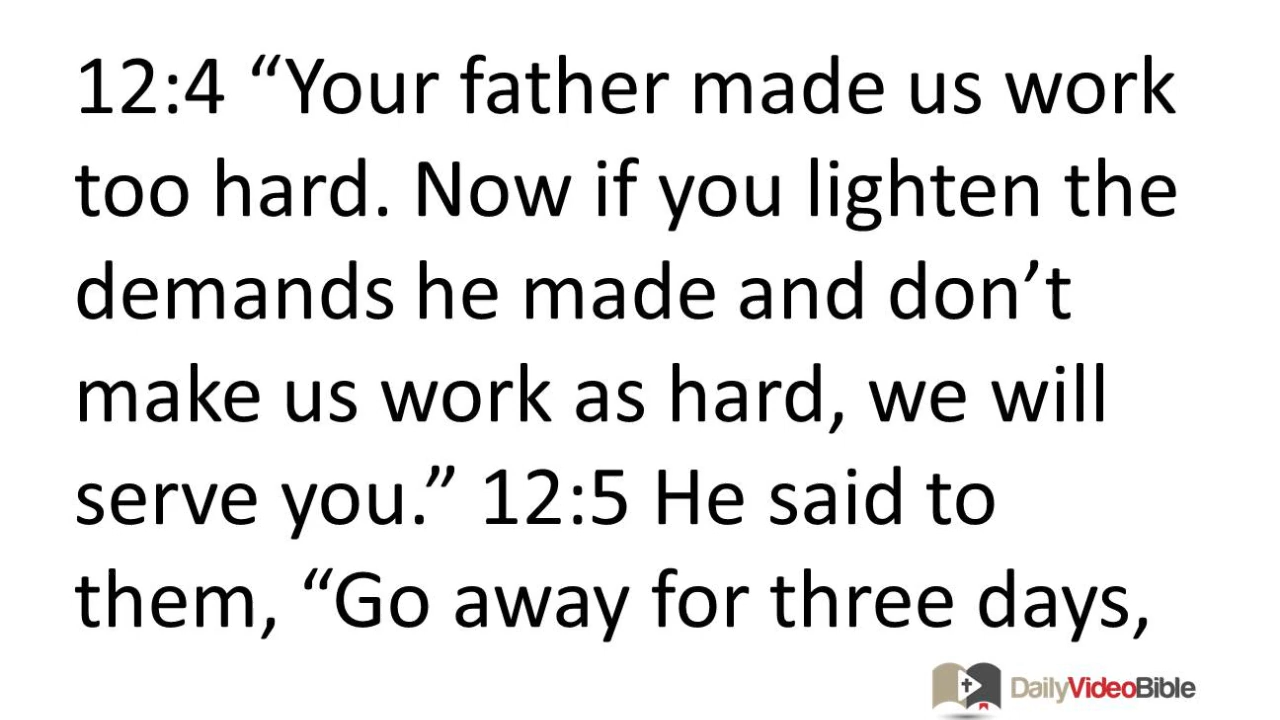 12:4 “Your father made us work
too hard. Now if you lighten the
demands he made and don’t
make us work as hard, we will
serve you.” 12:5 He said to
them, “Go away for three days,
DailyVideoBible